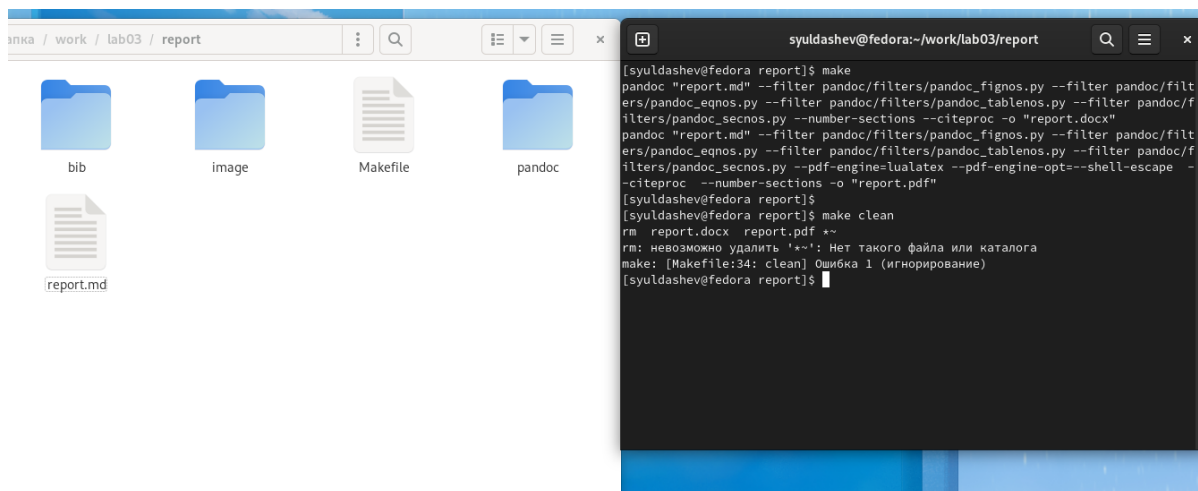 апка / work / lab03 / report
bib
image
Makefile
pandoc
report.md
syuldashev@fedora:~/work/lab03/report
[syuldashev@fedora report]$ make
pandoc "report.md" --filter pandoc/filters/pandoc_fignos.py --filter pandoc/filt
ers/pandoc_eqnos.py --filter pandoc/filters/pandoc_tablenos.py --filter pandoc/f
ilters/pandoc_secnos.py --number-sections --citeproc -o "report.docx"
pandoc "report.md" --filter pandoc/filters/pandoc_fignos.py --filter pandoc/filt
ers/pandoc_eqnos.py --filter pandoc/filters/pandoc_tablenos.py --filter pandoc/f
ilters/pandoc_secnos.py --pdf-engine=lualatex --pdf-engine-opt=--shell-escape -
-citeproc --number-sections -o "report.pdf"
[syuldashev@fedora report]$
[syuldashev@fedora report]$ make clean
rm report.docx report.pdf *~
rm: невозможно удалить '*~': Нет такого файла или каталога
make: [Makefile:34: clean] Ошибка 1 (игнорирование)
[syuldashev@fedora report]$